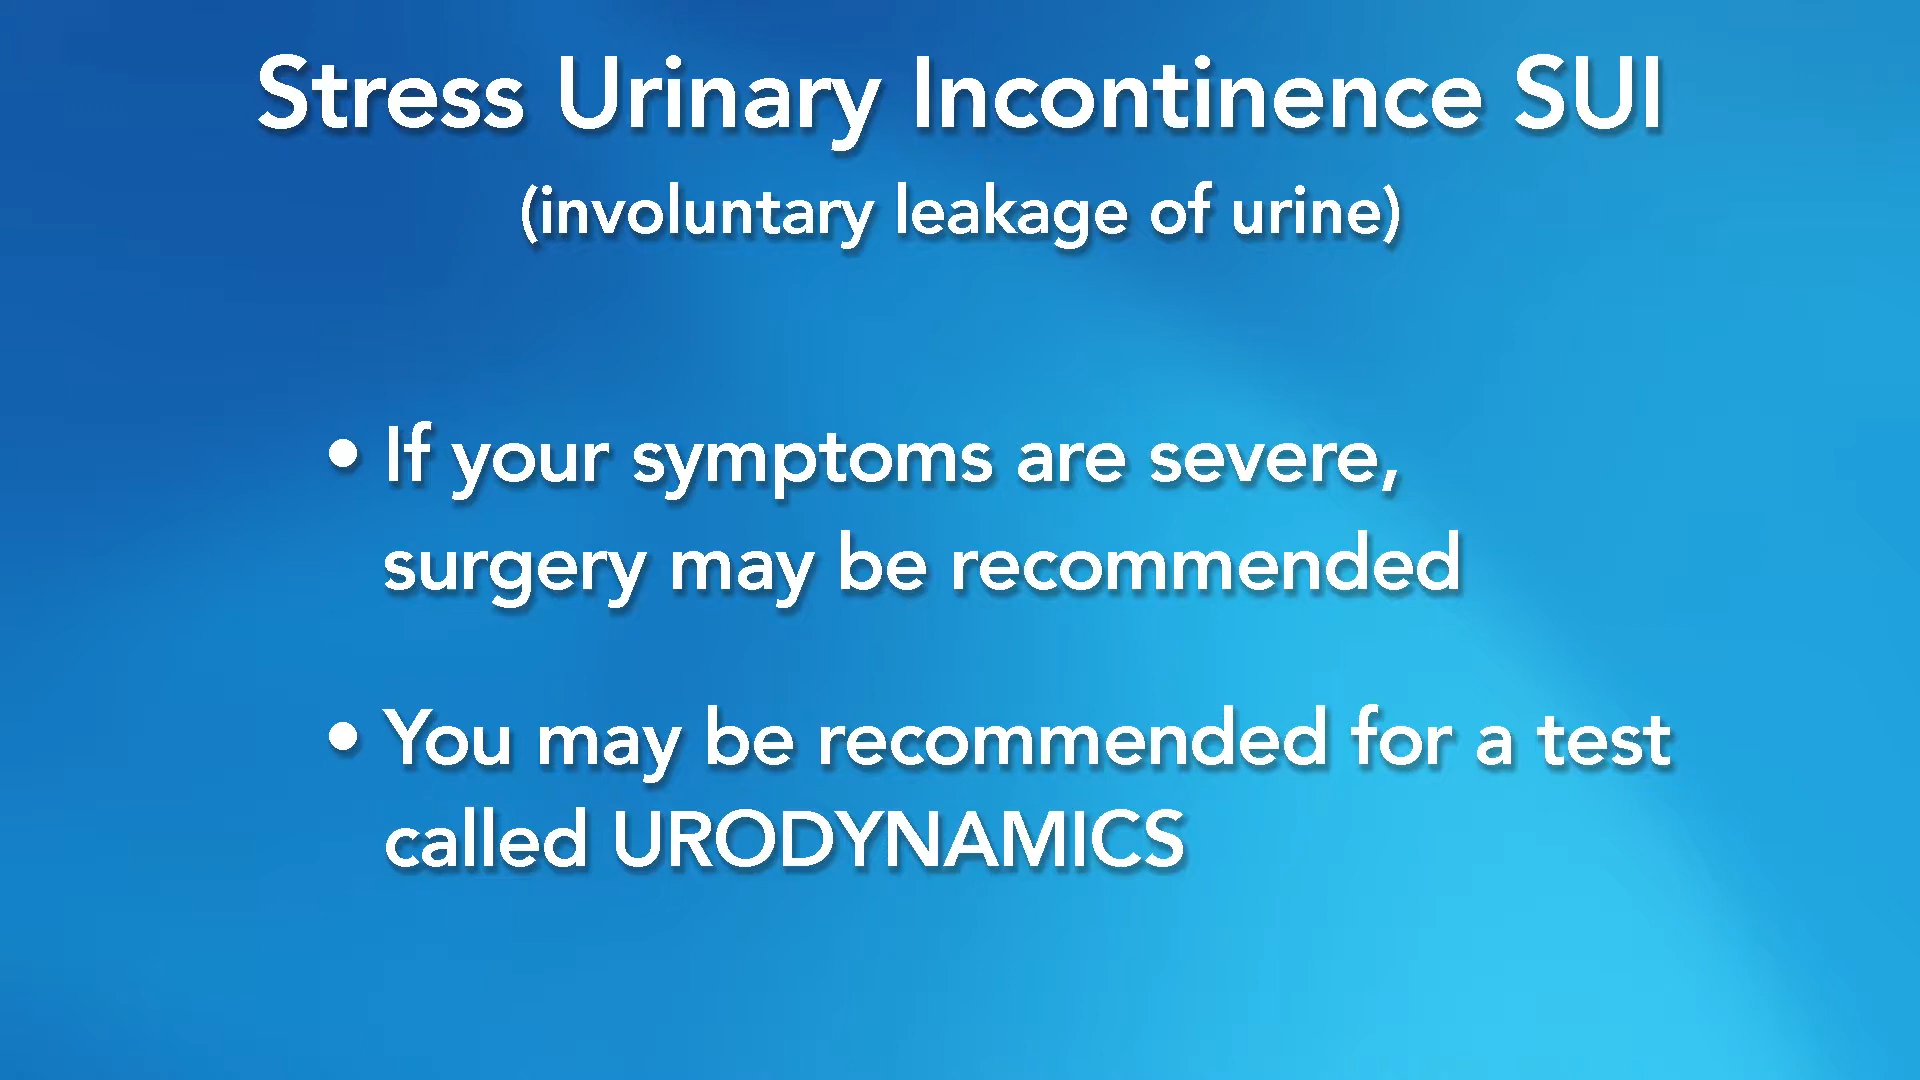 Stress Urinary Incontinence SUI
(involuntary leakage of urine)
• If your symptoms are severe,
surgery may be recommended
• You may be recommended for a test
called URODYNAMICS